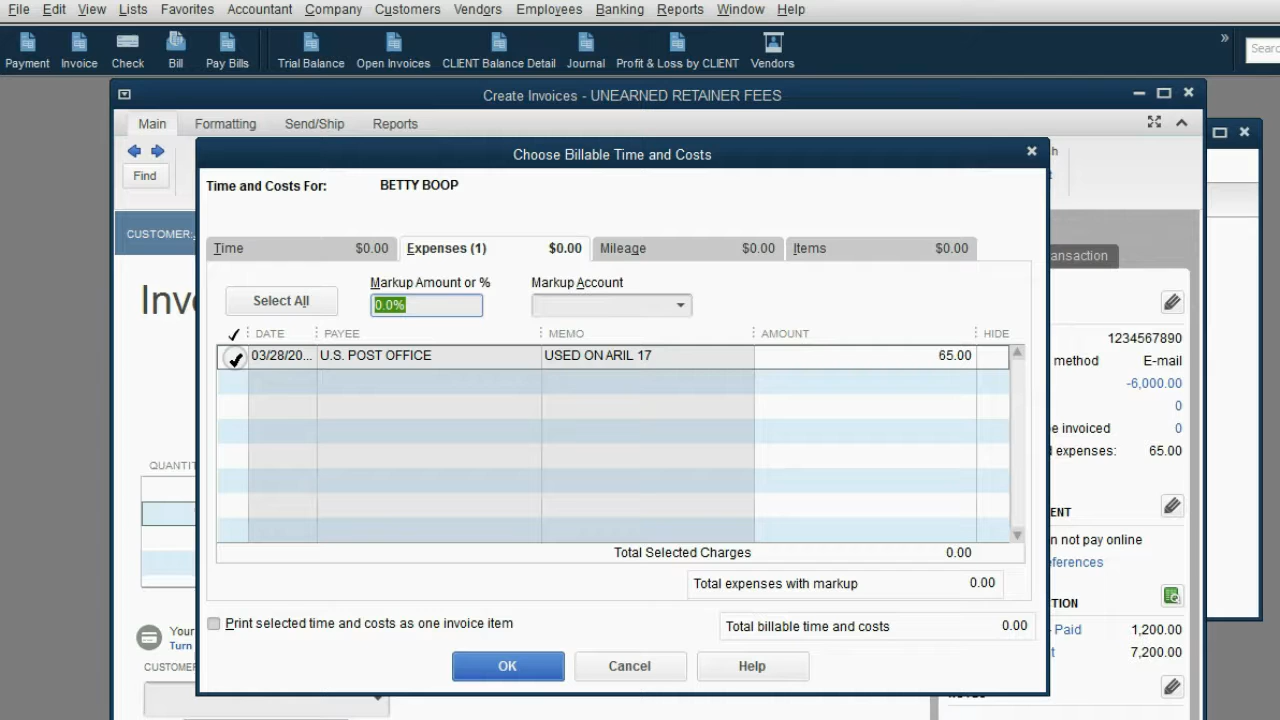 File Edit View Lists Favorites Accountant Company Customers Vendors Employees Banking Reports Window Help
Payment Invoice Check Bill Pay Bills Trial Balance Open Invoices CLIENT Balance Detail Journal Profit & Loss by CLIENT Vendors » Searc
Create Invoices - UNEARNED RETAINER FEES
Main Formatting Send/Ship Reports
Find
Choose Billable Time and Costs
Time and Costs For: BETTY BOOP
CUSTOMER:
Time $0.00 Expenses (1) $0.00 Mileage $0.00 Items $0.00
ansaction
Select All
Markup Amount or % Markup Account
0.0%
Inv
DATE PAYEE MEMO AMOUNT HIDE
03/28/20... U.S. POST OFFICE USED ON ARIL 17 65.00
1234567890
method E-mail
-6,000.00
0
e invoiced 0
d expenses: 65.00
QUANTIT
ENT
n not pay online
eferences
Total Selected Charges 0.00
Total expenses with markup 0.00
TION
Print selected time and costs as one invoice item
Total billable time and costs 0.00
Paid 1,200.00
t 7,200.00
Your
Turn
CUSTOMER
OK Cancel Help